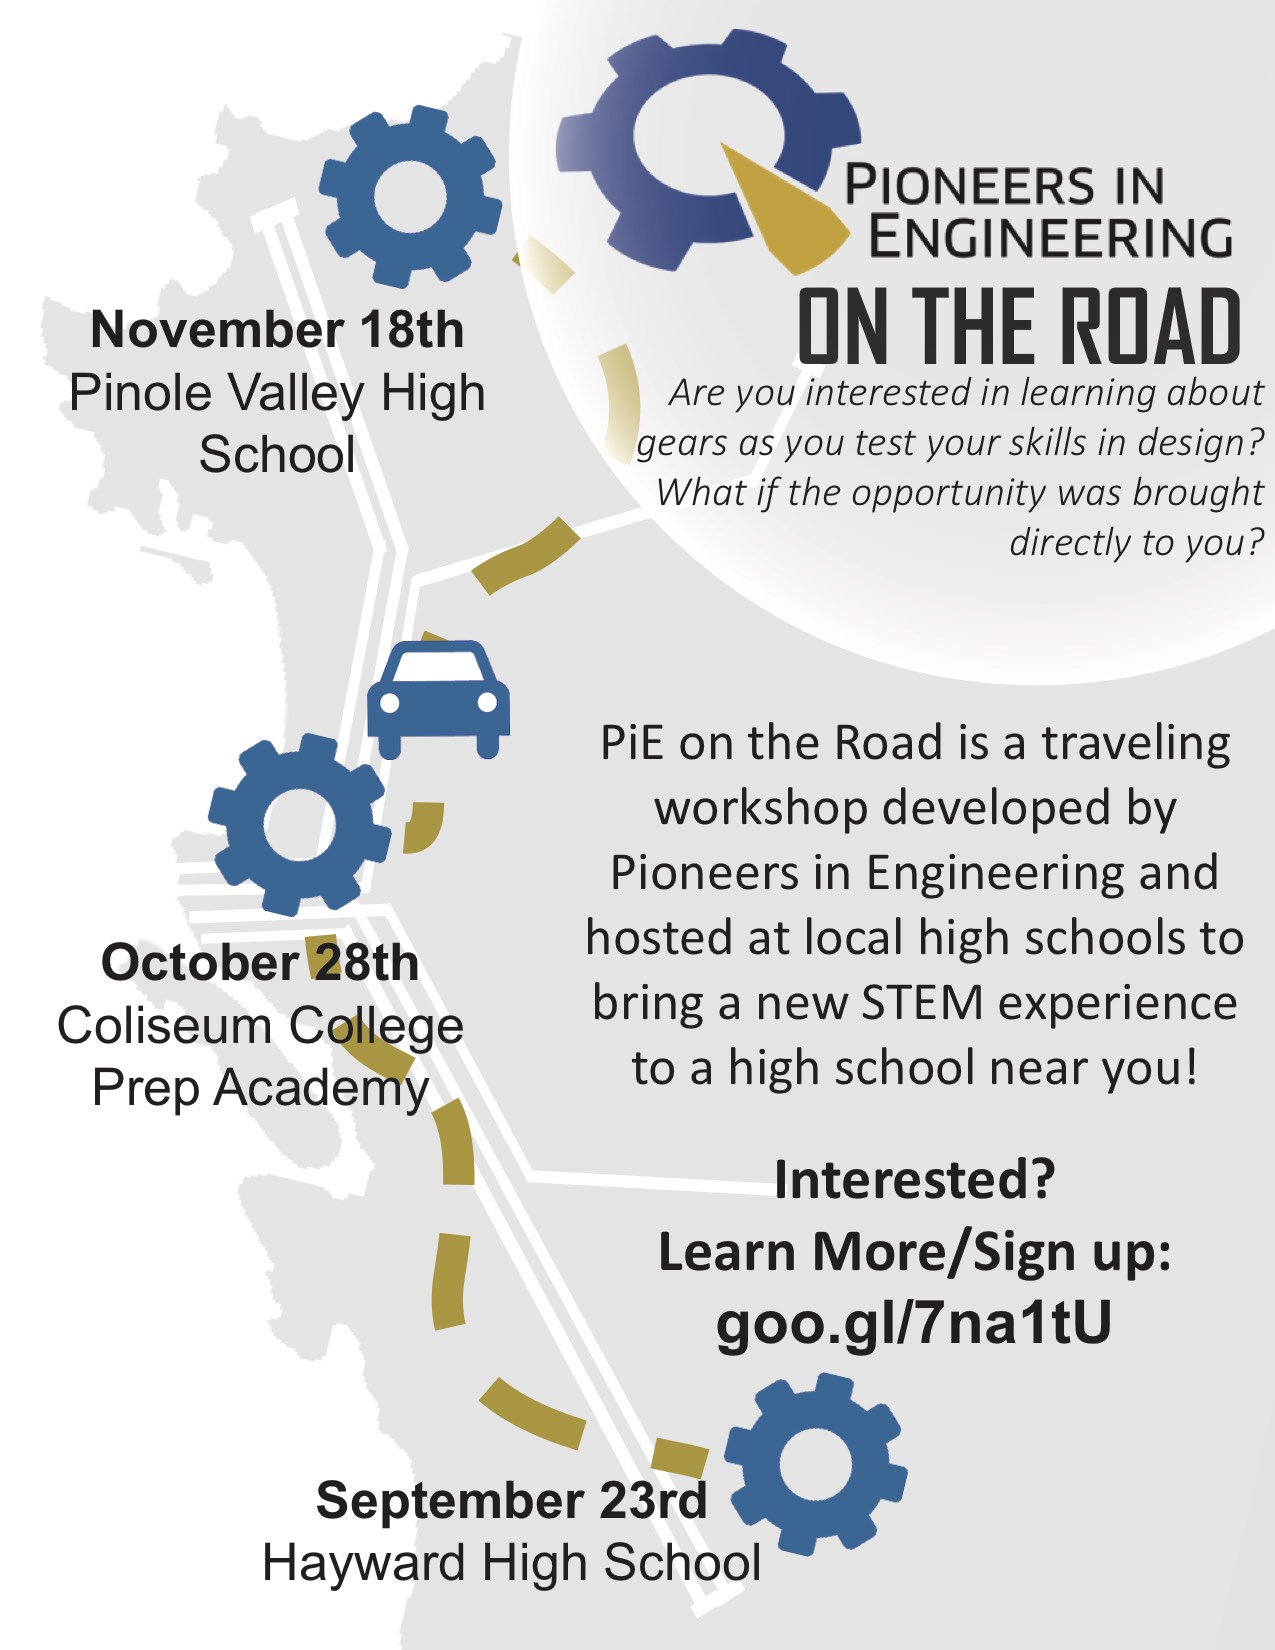 PIONEERS IN
ENGINEERING
ON THE ROAD
Are you interested in learning about
gears as you test your skills in design?
What if the opportunity was brought
directly to you?
November 18th
Pinole Valley High
School
PiE on the Road is a traveling
workshop developed by
Pioneers in Engineering and
hosted at local high schools to
bring a new STEM experience
to a high school near you!
October 28th
Coliseum College
Prep Academy
Interested?
Learn More/Sign up:
goo.gl/7na1tU
September 23rd
Hayward High School